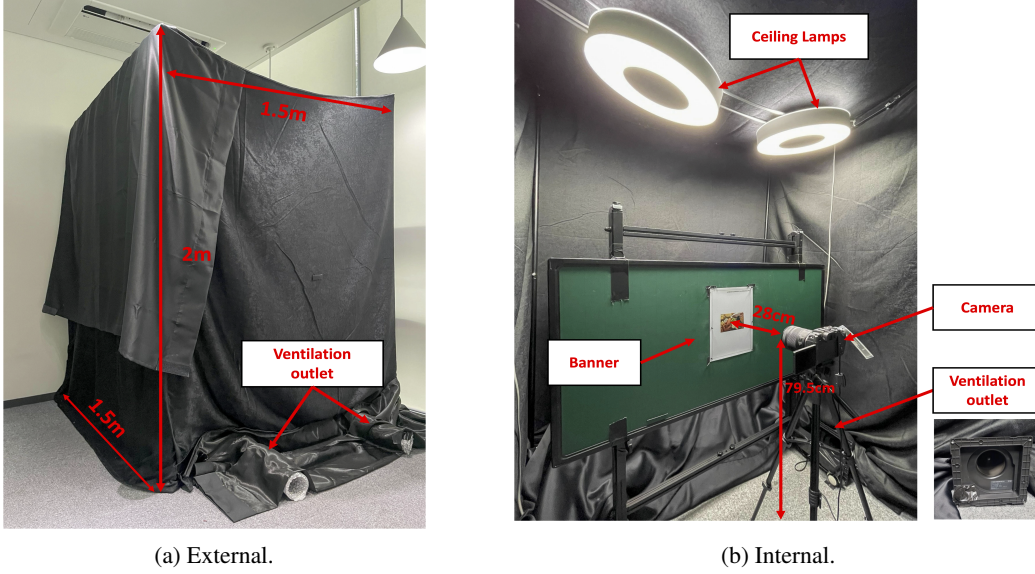 1.5m
2m
Ventilation
outlet
1.5m
Ceiling Lamps
28cm
Camera
Banner
79.5cm
Ventilation
outlet
(a) External.
(b) Internal.